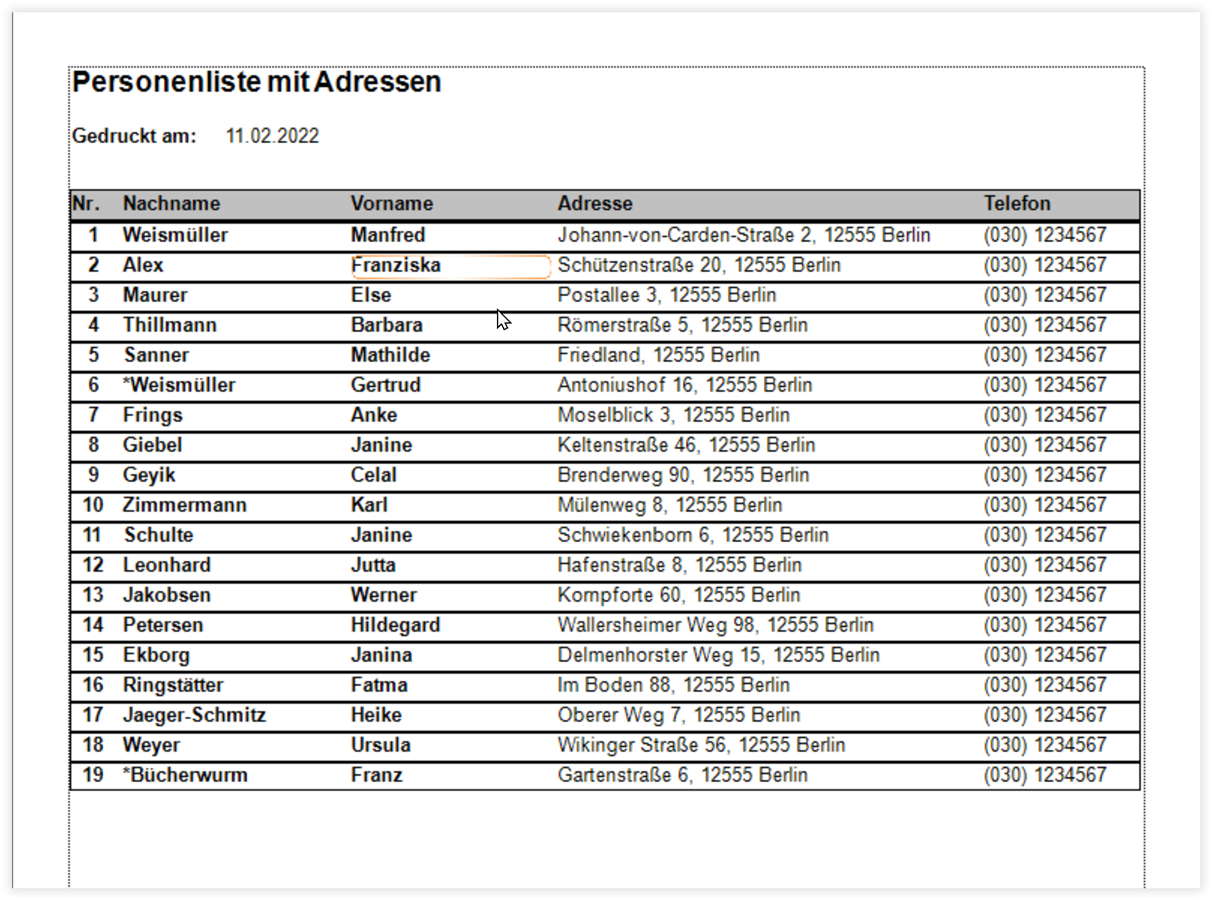 Personenliste mit Adressen
Gedruckt am: 11.02.2022
Nr. Nachname Vorname Adresse Telefon
1 Weismüller Manfred Johann-von-Carden-Straße 2, 12555 Berlin (030) 1234567
2 Alex Franziska Schützenstraße 20, 12555 Berlin (030) 1234567
3 Maurer Else Postallee 3, 12555 Berlin (030) 1234567
4 Thillmann Barbara Römerstraße 5, 12555 Berlin (030) 1234567
5 Sanner Mathilde Friedland, 12555 Berlin (030) 1234567
6 *Weismüller Gertrud Antoniushof 16, 12555 Berlin (030) 1234567
7 Frings Anke Moselblick 3, 12555 Berlin (030) 1234567
8 Giebel Janine Keltenstraße 46, 12555 Berlin (030) 1234567
9 Geyik Celal Brenderweg 90, 12555 Berlin (030) 1234567
10 Zimmermann Karl Mülenweg 8, 12555 Berlin (030) 1234567
11 Schulte Janine Schwiekenborn 6, 12555 Berlin (030) 1234567
12 Leonhard Jutta Hafenstraße 8, 12555 Berlin (030) 1234567
13 Jakobsen Werner Kornpforte 60, 12555 Berlin (030) 1234567
14 Petersen Hildegard Wallersheimer Weg 98, 12555 Berlin (030) 1234567
15 Ekborg Janina Delmenhorster Weg 15, 12555 Berlin (030) 1234567
16 Ringstätter Fatma Im Boden 88, 12555 Berlin (030) 1234567
17 Jaeger-Schmitz Heike Oberer Weg 7, 12555 Berlin (030) 1234567
18 Weyer Ursula Wikinger Straße 56, 12555 Berlin (030) 1234567
19 *Bücherwurm Franz Gartenstraße 6, 12555 Berlin (030) 1234567